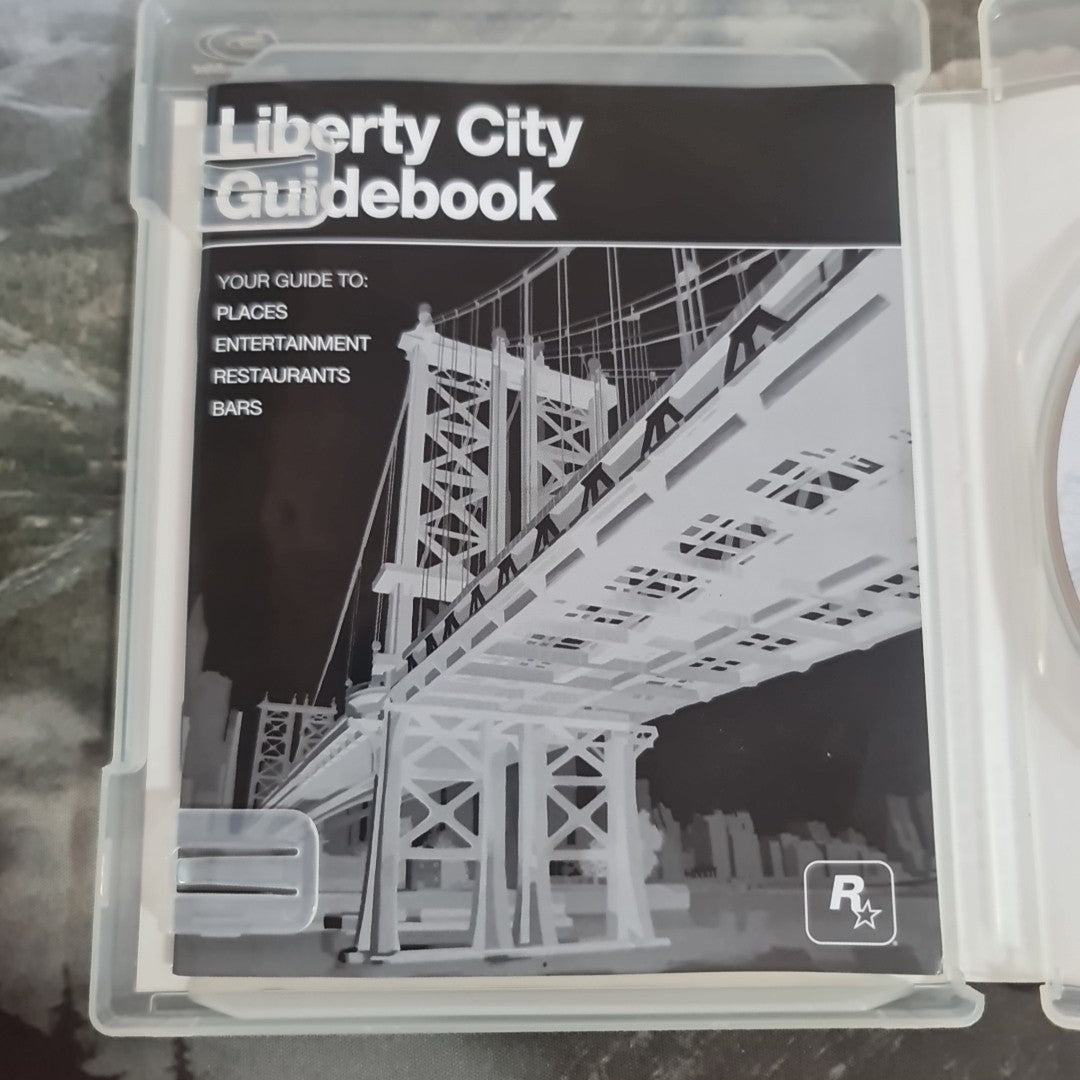 Liberty City
Guidebook
YOUR GUIDE TO:
PLACES
ENTERTAINMENT
RESTAURANTS
BARS
R